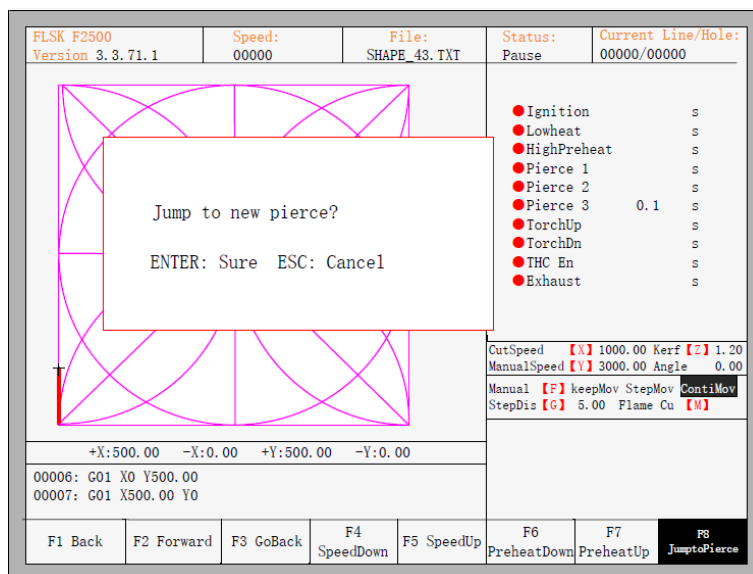 FLSK F2500
Version 3.3.71.1
Speed:
00000
File:
SHAPE_43.TXT
Status:
Pause
Current Line/Hole:
00000/00000
Ignition s
Lowheat s
HighPreheat s
Pierce 1 s
Pierce 2 s
Pierce 3 0.1 s
TorchUp s
TorchDn s
THC En s
Exhaust s
Jump to new pierce?
ENTER: Sure ESC: Cancel
CutSpeed 【X】 1000.00 Kerf【Z】 1.20
ManualSpeed【Y】 3000.00 Angle 0.00
Manual 【F】 keepMov StepMov ContiMov
StepDis【G】 5.00 Flame Cu 【M】
+X:500.00 -X:0.00 +Y:500.00 -Y:0.00
00006: G01 X0 Y500.00
00007: G01 X500.00 Y0
F1 Back
F2 Forward
F3 GoBack
F4
SpeedDown
F5 SpeedUp
F6
PreheatDown
F7
PreheatUp
F8
JumptoPierce